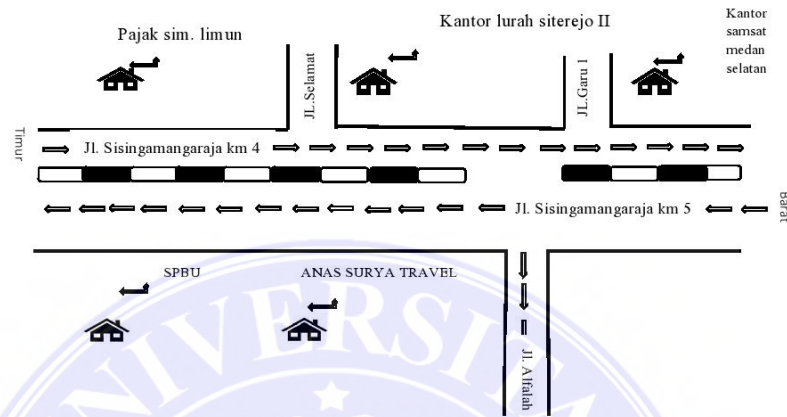 Pajak sim. limun
Kantor lurah siterejo II
Kantor
samsat
medan
selatan
JL.Selamat
JL.Garu 1
Timur
Jl. Sisingamangaraja km 4
Jl. Sisingamangaraja km 5
Barat
SPBU
ANAS SURYA TRAVEL
Jl. Alfalah
UNIVERSITA